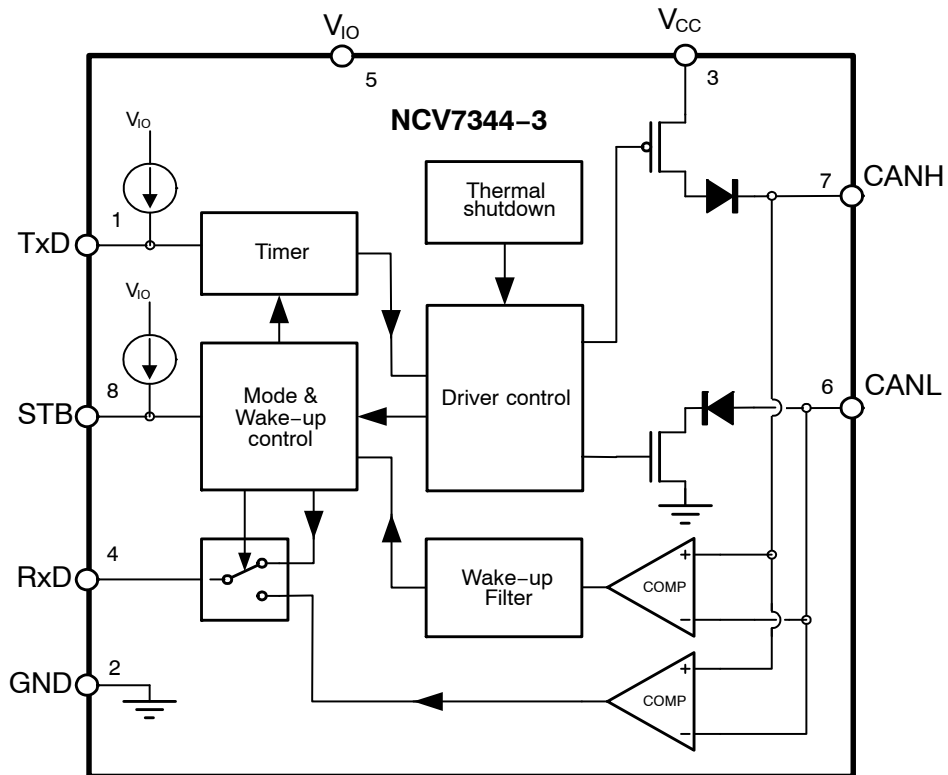 V_IO
V_CC
5
3
NCV7344−3
V_IO
Thermal
shutdown
7
CANH
1
TxD
Timer
V_IO
8
STB
Mode &
Wake−up
control
Driver control
6
CANL
4
RxD
Wake−up
Filter
+
COMP
−
2
GND
+
COMP
−